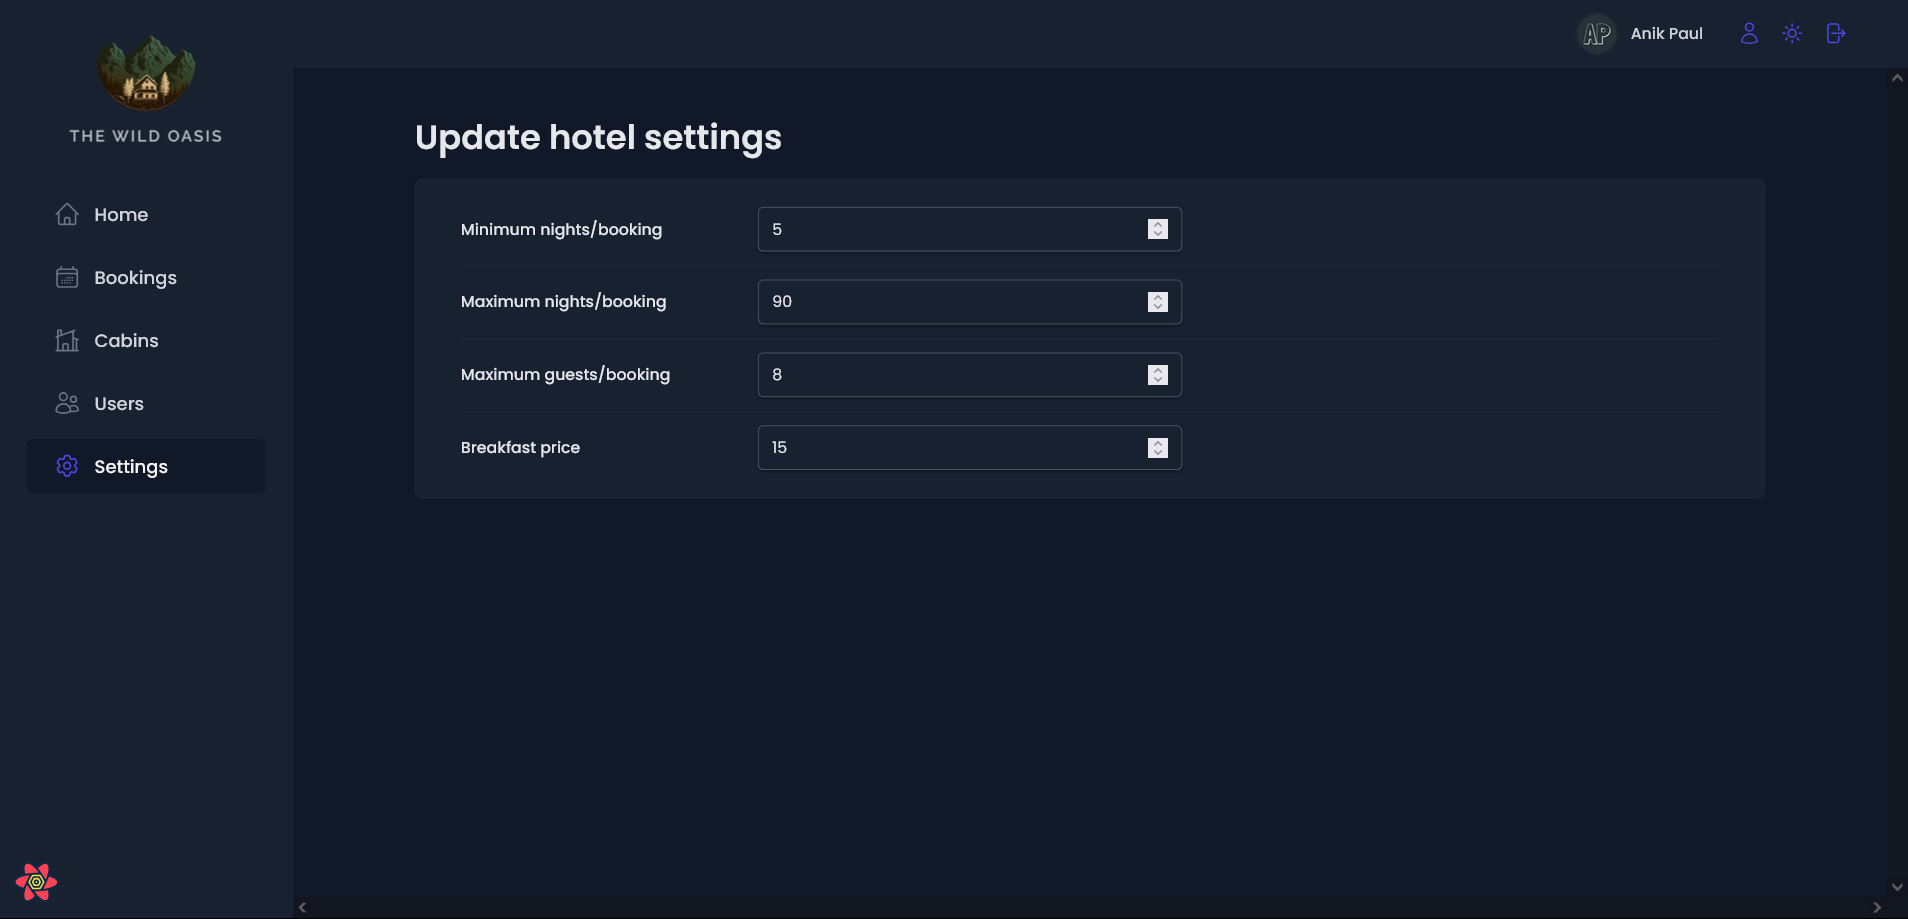 THE WILD OASIS
Home
Bookings
Cabins
Users
Settings
AP
Anik Paul
Update hotel settings
Minimum nights/booking
5
Maximum nights/booking
90
Maximum guests/booking
8
Breakfast price
15